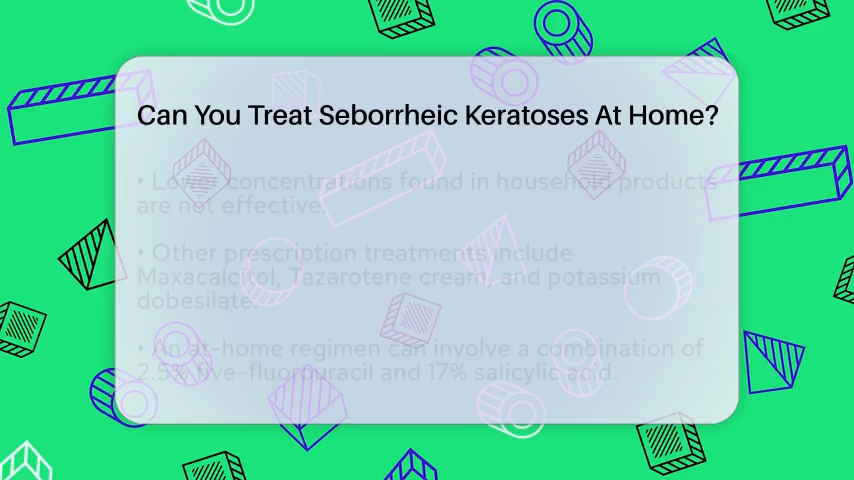 Can You Treat Seborrheic Keratoses At Home?
• Lower concentrations found in household products
are not effective.
• Other prescription treatments include
Maxacalcitol, Tazarotene cream, and potassium
dobesilate.
• An at-home regimen can involve a combination of
2.5% five-fluorouracil and 17% salicylic acid.